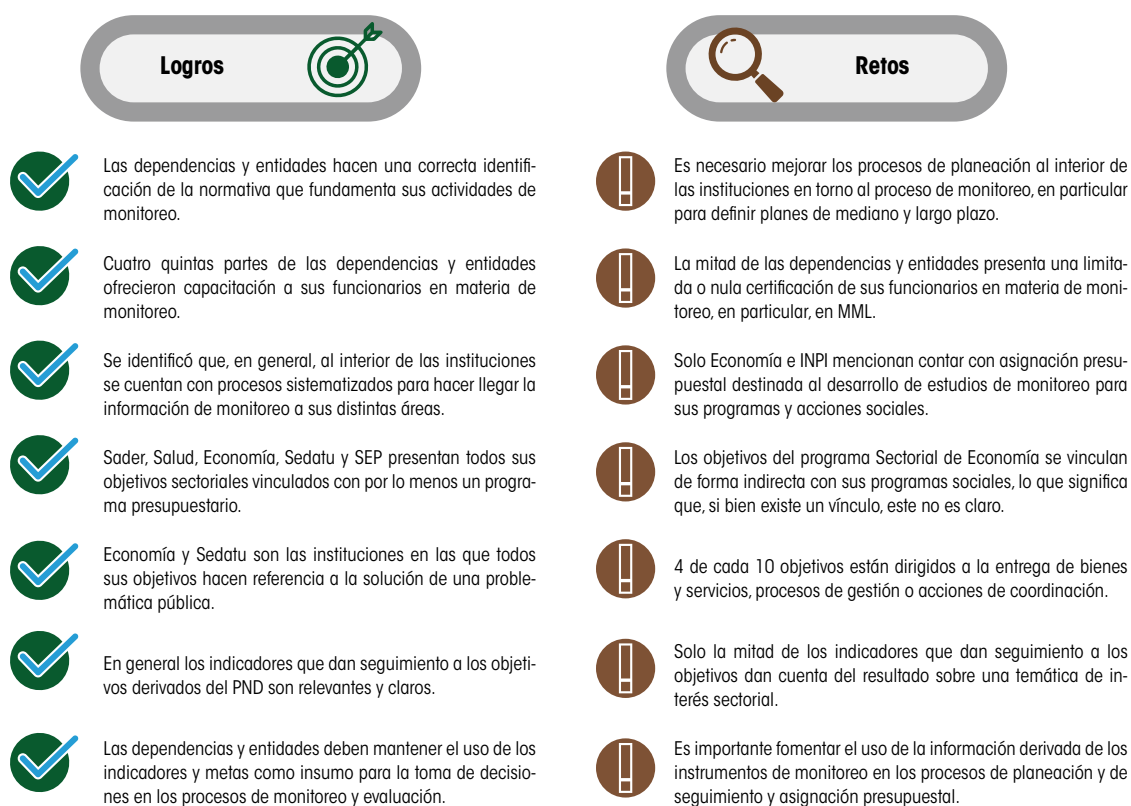 Logros
Las dependencias y entidades hacen una correcta identifi-
cación de la normativa que fundamenta sus actividades de
monitoreo.
Cuatro quintas partes de las dependencias y entidades
ofrecieron capacitación a sus funcionarios en materia de
monitoreo.
Se identificó que, en general, al interior de las instituciones
se cuentan con procesos sistematizados para hacer llegar la
información de monitoreo a sus distintas áreas.
Sader, Salud, Economía, Sedatu y SEP presentan todos sus
objetivos sectoriales vinculados con por lo menos un progra-
ma presupuestario.
Economía y Sedatu son las instituciones en las que todos
sus objetivos hacen referencia a la solución de una proble-
mática pública.
En general los indicadores que dan seguimiento a los objeti-
vos derivados del PND son relevantes y claros.
Las dependencias y entidades deben mantener el uso de los
indicadores y metas como insumo para la toma de decisio-
nes en los procesos de monitoreo y evaluación.
Retos
Es necesario mejorar los procesos de planeación al interior de
las instituciones en torno al proceso de monitoreo, en particular
para definir planes de mediano y largo plazo.
La mitad de las dependencias y entidades presenta una limita-
da o nula certificación de sus funcionarios en materia de moni-
toreo, en particular, en MML.
Solo Economía e INPI mencionan contar con asignación presu-
puestal destinada al desarrollo de estudios de monitoreo para
sus programas y acciones sociales.
Los objetivos del programa Sectorial de Economía se vinculan
de forma indirecta con sus programas sociales, lo que significa
que, si bien existe un vínculo, este no es claro.
4 de cada 10 objetivos están dirigidos a la entrega de bienes
y servicios, procesos de gestión o acciones de coordinación.
Solo la mitad de los indicadores que dan seguimiento a los
objetivos dan cuenta del resultado sobre una temática de in-
terés sectorial.
Es importante fomentar el uso de la información derivada de los
instrumentos de monitoreo en los procesos de planeación y de
seguimiento y asignación presupuestal.